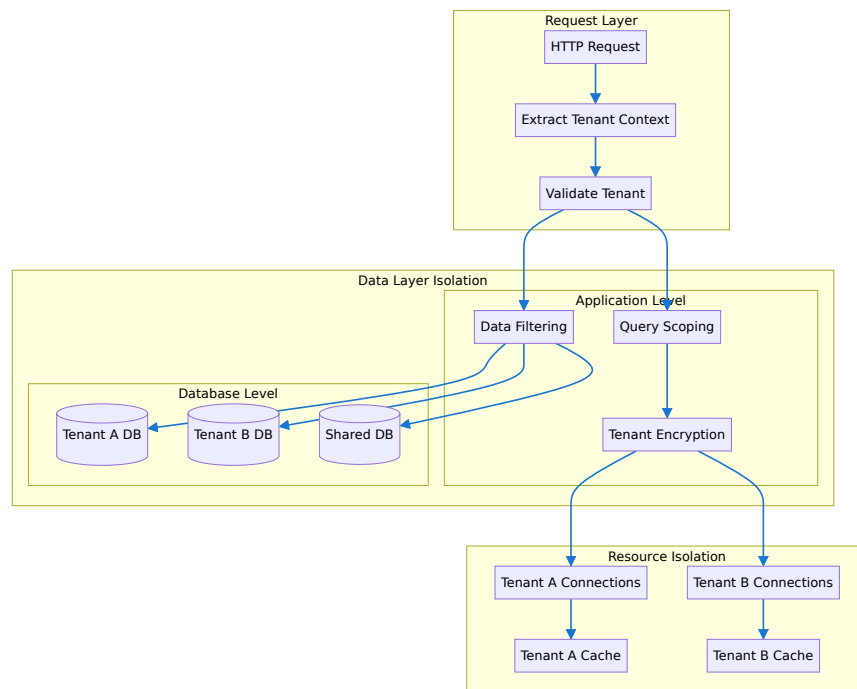 Request Layer
HTTP Request
Extract Tenant Context
Validate Tenant
Data Layer Isolation
Application Level
Data Filtering
Query Scoping
Database Level
Tenant A DB
Tenant B DB
Shared DB
Tenant Encryption
Resource Isolation
Tenant A Connections
Tenant B Connections
Tenant A Cache
Tenant B Cache